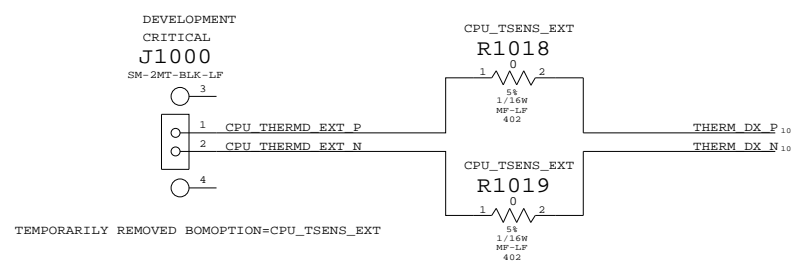 DEVELOPMENT
CRITICAL
J1000
SM-2MT-BLK-LF
3
1 CPU_THERMD_EXT_P
2 CPU_THERMD_EXT_N
4
TEMPORARILY REMOVED BOMOPTION=CPU_TSENS_EXT
CPU_TSENS_EXT
R1018
0
1 2
5%
1/16W
MF-LF
402
THERM_DX_P 10
THERM_DX_N 10
CPU_TSENS_EXT
R1019
0
1 2
5%
1/16W
MF-LF
402